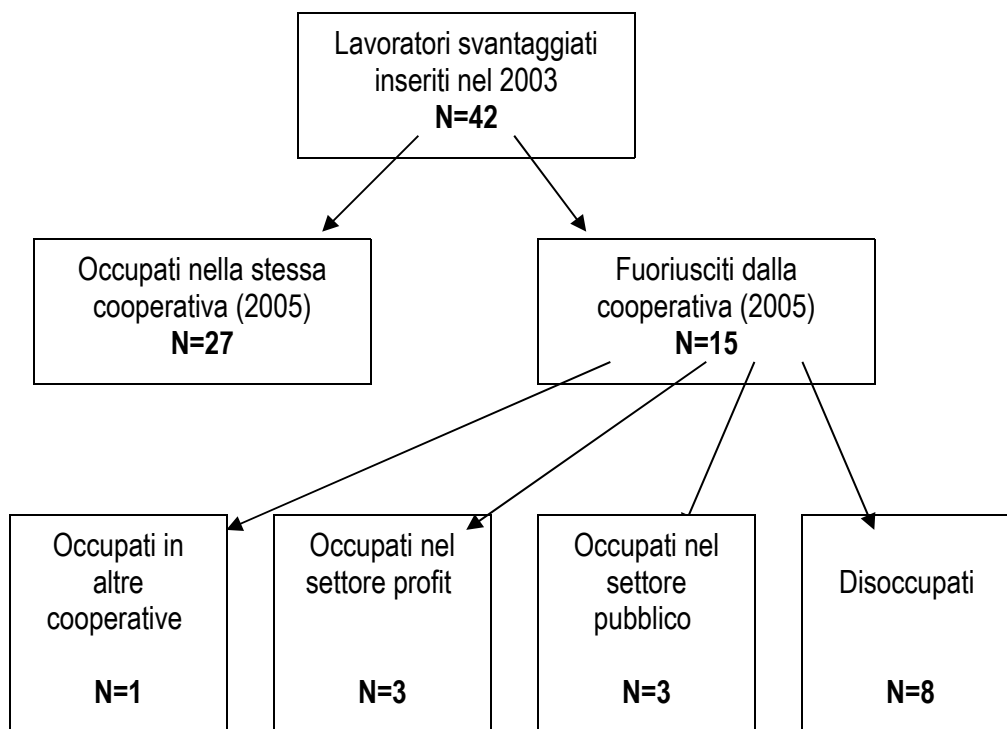 Lavoratori svantaggiati
inseriti nel 2003
N=42
Occupati nella stessa
cooperativa (2005)
N=27
Fuoriusciti dalla
cooperativa (2005)
N=15
Occupati in
altre
cooperative
N=1
Occupati nel
settore profit
N=3
Occupati nel
settore
pubblico
N=3
Disoccupati
N=8